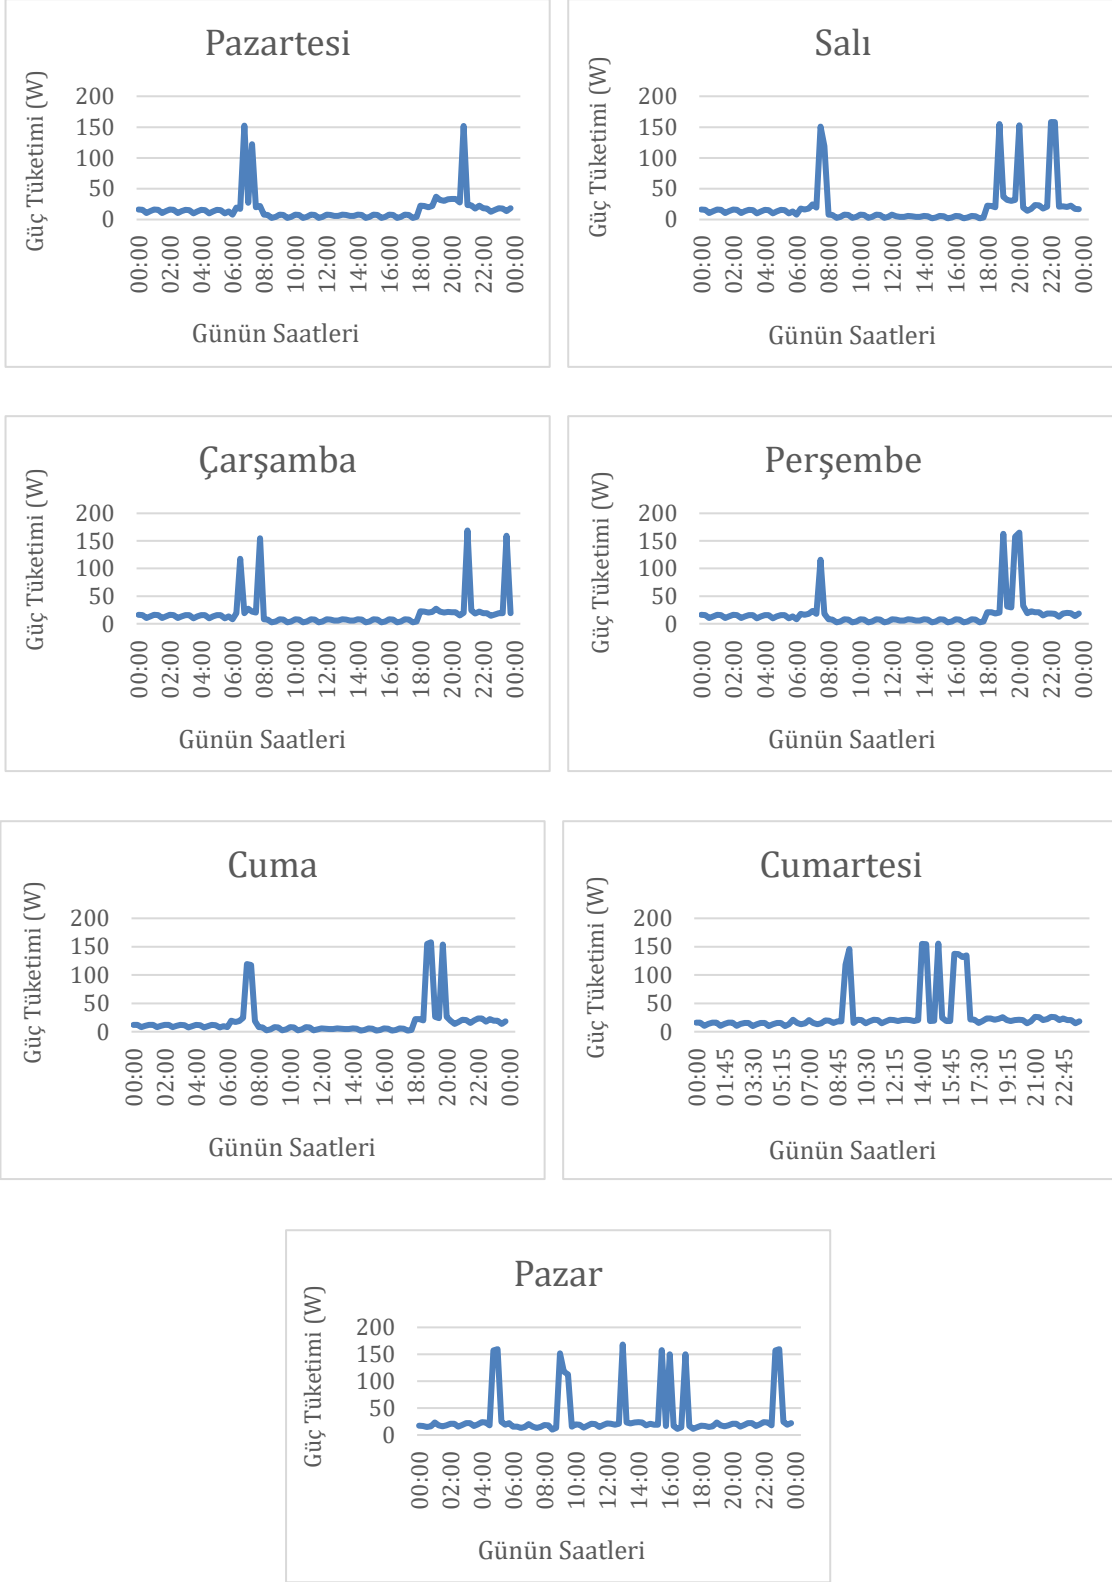 Pazartesi
Güç Tüketimi (W)
200
150
100
50
0
00:00 02:00 04:00 06:00 08:00 10:00 12:00 14:00 16:00 18:00 20:00 22:00 00:00
Günün Saatleri
Salı
Güç Tüketimi (W)
200
150
100
50
0
00:00 02:00 04:00 06:00 08:00 10:00 12:00 14:00 16:00 18:00 20:00 22:00 00:00
Günün Saatleri
Çarşamba
Güç Tüketimi (W)
200
150
100
50
0
00:00 02:00 04:00 06:00 08:00 10:00 12:00 14:00 16:00 18:00 20:00 22:00 00:00
Günün Saatleri
Perşembe
Güç Tüketimi (W)
200
150
100
50
0
00:00 02:00 04:00 06:00 08:00 10:00 12:00 14:00 16:00 18:00 20:00 22:00 00:00
Günün Saatleri
Cuma
Güç Tüketimi (W)
200
150
100
50
0
00:00 02:00 04:00 06:00 08:00 10:00 12:00 14:00 16:00 18:00 20:00 22:00 00:00
Günün Saatleri
Cumartesi
Güç Tüketimi (W)
200
150
100
50
0
00:00 01:45 03:30 05:15 07:00 08:45 10:30 12:15 14:00 15:45 17:30 19:15 21:00 22:45
Günün Saatleri
Pazar
Güç Tüketimi (W)
200
150
100
50
0
00:00 02:00 04:00 06:00 08:00 10:00 12:00 14:00 16:00 18:00 20:00 22:00 00:00
Günün Saatleri